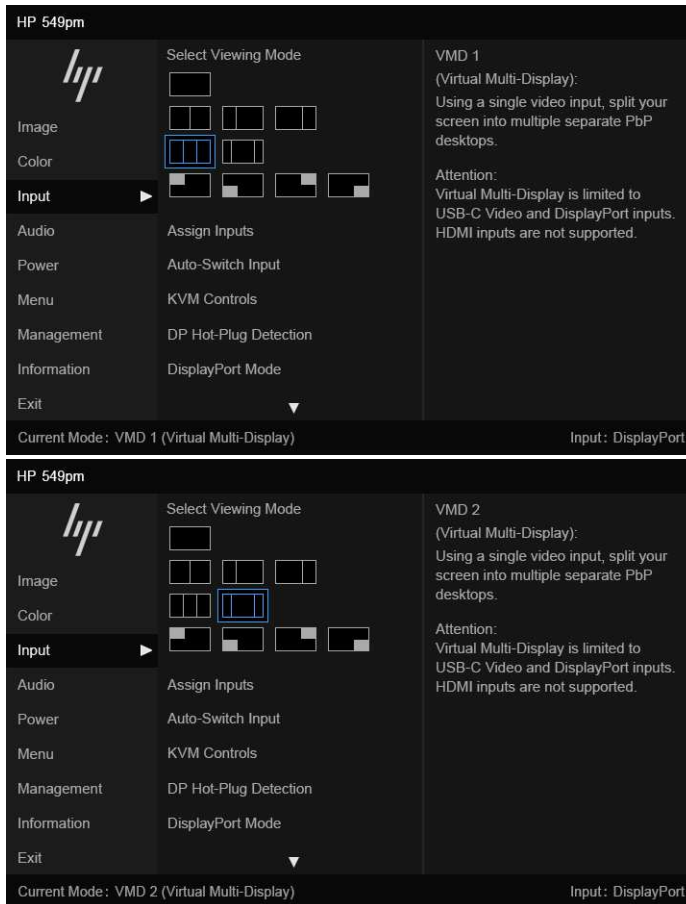 HP 549pm
hp
Select Viewing Mode
Image
Color
Input
Audio
Power
Menu
Management
Information
Exit
Assign Inputs
Auto-Switch Input
KVM Controls
DP Hot-Plug Detection
DisplayPort Mode
VMD 1
(Virtual Multi-Display):
Using a single video input, split your
screen into multiple separate PbP
desktops.
Attention:
Virtual Multi-Display is limited to
USB-C Video and DisplayPort inputs.
HDMI inputs are not supported.
Current Mode: VMD 1 (Virtual Multi-Display)
Input: DisplayPort
HP 549pm
hp
Select Viewing Mode
Image
Color
Input
Audio
Power
Menu
Management
Information
Exit
Assign Inputs
Auto-Switch Input
KVM Controls
DP Hot-Plug Detection
DisplayPort Mode
VMD 2
(Virtual Multi-Display):
Using a single video input, split your
screen into multiple separate PbP
desktops.
Attention:
Virtual Multi-Display is limited to
USB-C Video and DisplayPort inputs.
HDMI inputs are not supported.
Current Mode: VMD 2 (Virtual Multi-Display)
Input: DisplayPort